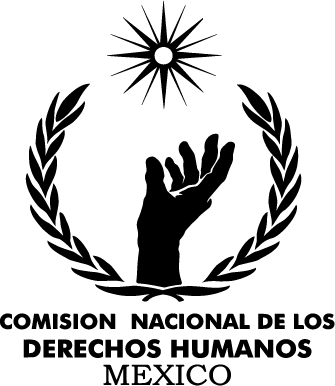 COMISION NACIONAL DE LOS
DERECHOS HUMANOS
MEXICO